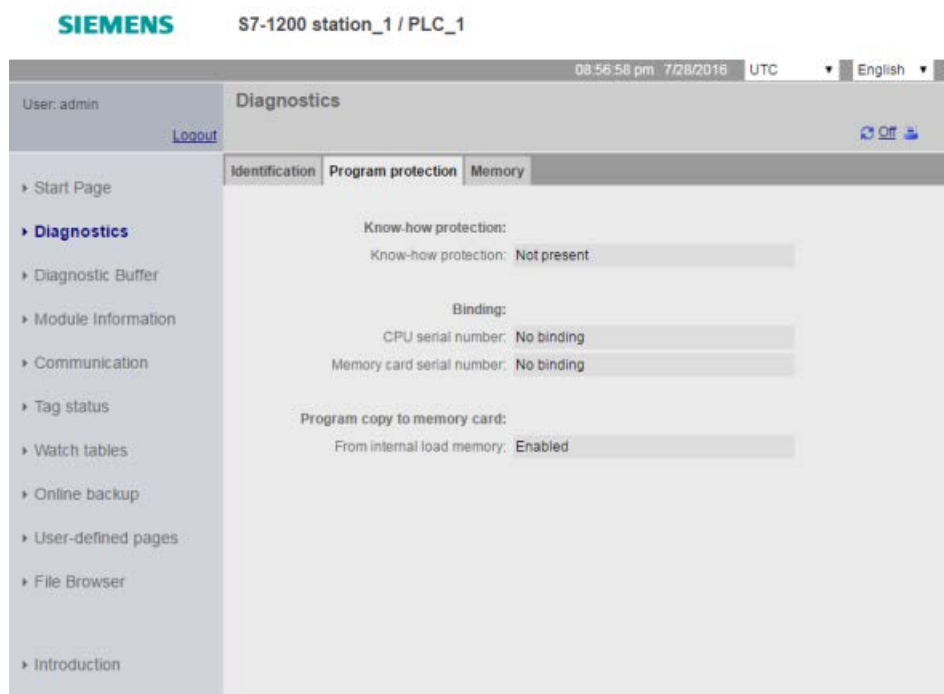 SIEMENS S7-1200 station_1 / PLC_1
08:56:58 pm 7/28/2016 UTC English
User: admin
Logout
Diagnostics
Off
Identification Program protection Memory
Start Page
Diagnostics
Diagnostic Buffer
Module Information
Communication
Tag status
Watch tables
Online backup
User-defined pages
File Browser
Introduction
Know-how protection:
Know-how protection: Not present
Binding:
CPU serial number: No binding
Memory card serial number: No binding
Program copy to memory card:
From internal load memory: Enabled